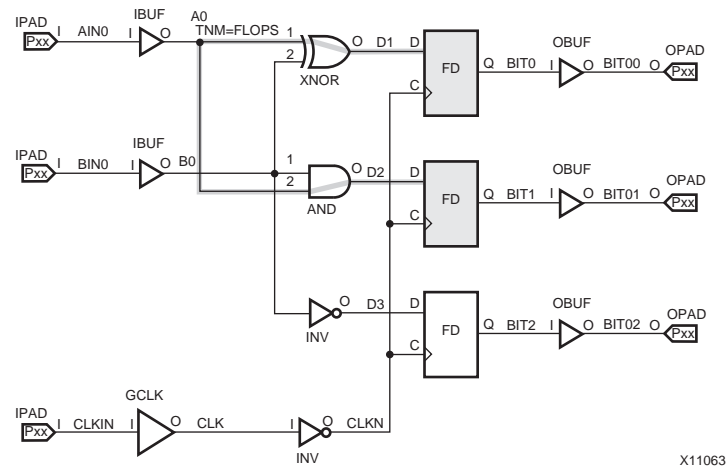 IPAD IBUF A0 OBUF OPAD
TNM=FLOPS
Pxx I AIN0 I O 1 2 XNOR O D1 D FD C Q BIT0 I O BIT00 O Pxx
IPAD IBUF OBUF OPAD
Pxx I BIN0 I O B0 1 2 AND O D2 D FD C Q BIT1 I O BIT01 O Pxx
OBUF OPAD
INV O D3 D FD C Q BIT2 I O BIT02 O Pxx
IPAD GCLK
Pxx I CLKIN I O CLK I O CLKN
INV
X11063